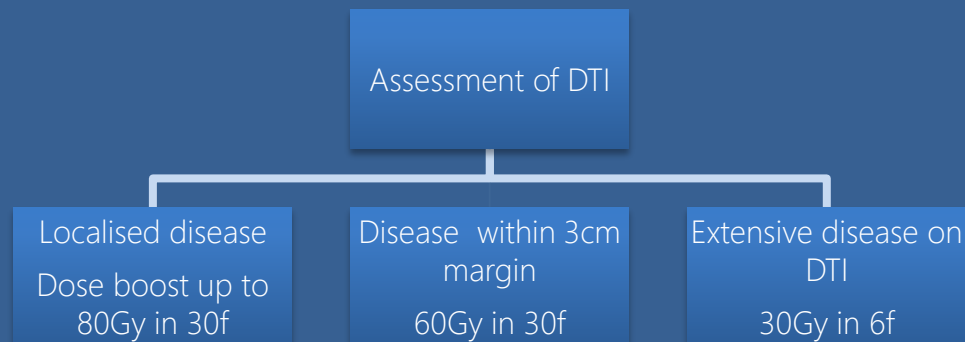 Assessment of DTI
Localised disease
Dose boost up to
80Gy in 30f
Disease within 3cm
margin
60Gy in 30f
Extensive disease on
DTI
30Gy in 6f